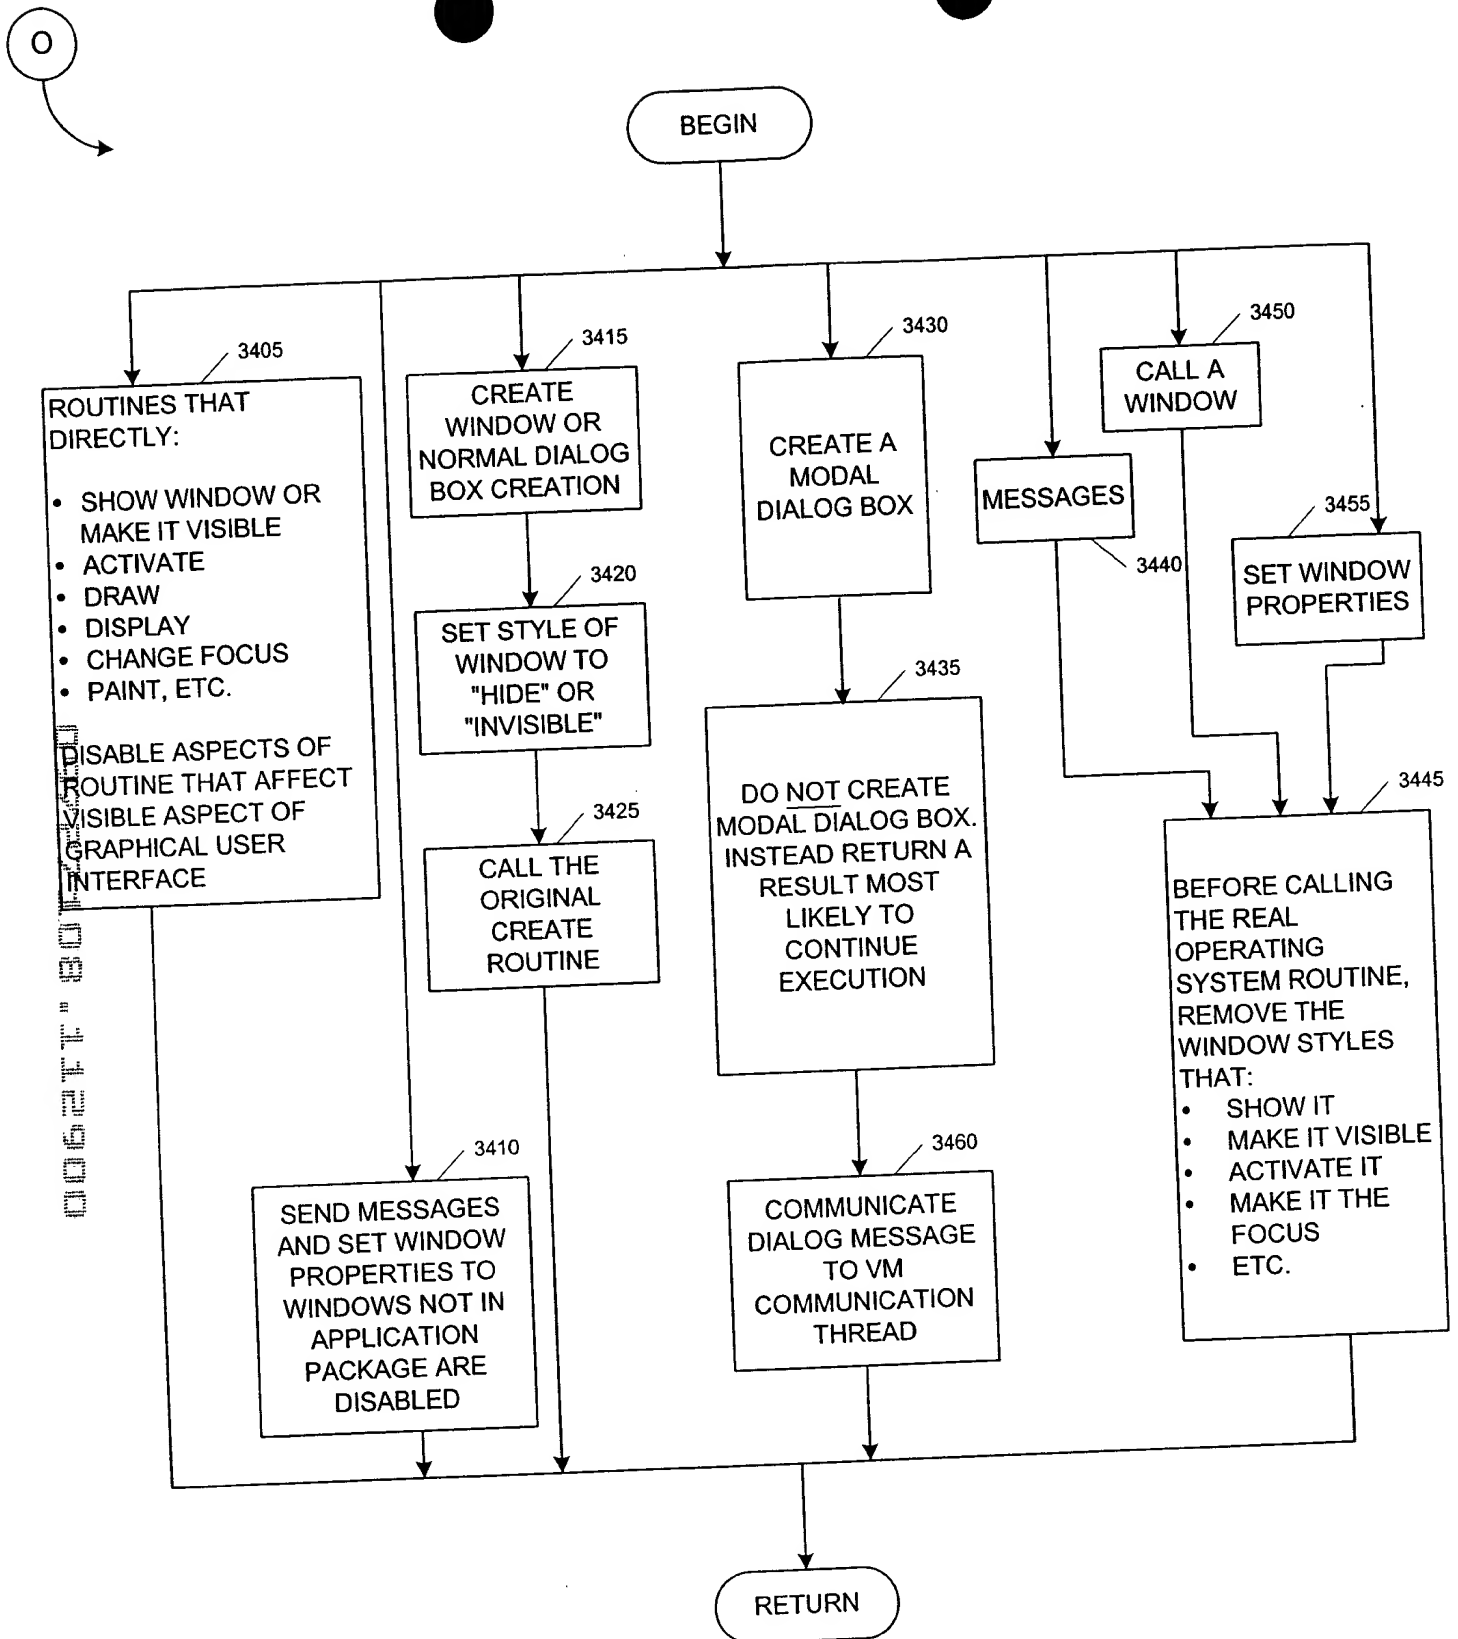 O
BEGIN
3405
ROUTINES THAT
DIRECTLY:
• SHOW WINDOW OR
MAKE IT VISIBLE
• ACTIVATE
• DRAW
• DISPLAY
• CHANGE FOCUS
• PAINT, ETC.
DISABLE ASPECTS OF
ROUTINE THAT AFFECT
VISIBLE ASPECT OF
GRAPHICAL USER
INTERFACE
3415
CREATE
WINDOW OR
NORMAL DIALOG
BOX CREATION
3420
SET STYLE OF
WINDOW TO
"HIDE" OR
"INVISIBLE"
3425
CALL THE
ORIGINAL
CREATE
ROUTINE
3410
SEND MESSAGES
AND SET WINDOW
PROPERTIES TO
WINDOWS NOT IN
APPLICATION
PACKAGE ARE
DISABLED
3430
CREATE A
MODAL
DIALOG BOX
3435
DO NOT CREATE
MODAL DIALOG BOX.
INSTEAD RETURN A
RESULT MOST
LIKELY TO
CONTINUE
EXECUTION
3460
COMMUNICATE
DIALOG MESSAGE
TO VM
COMMUNICATION
THREAD
MESSAGES
3440
3450
CALL A
WINDOW
3455
SET WINDOW
PROPERTIES
3445
BEFORE CALLING
THE REAL
OPERATING
SYSTEM ROUTINE,
REMOVE THE
WINDOW STYLES
THAT:
• SHOW IT
• MAKE IT VISIBLE
• ACTIVATE IT
• MAKE IT THE
FOCUS
• ETC.
RETURN